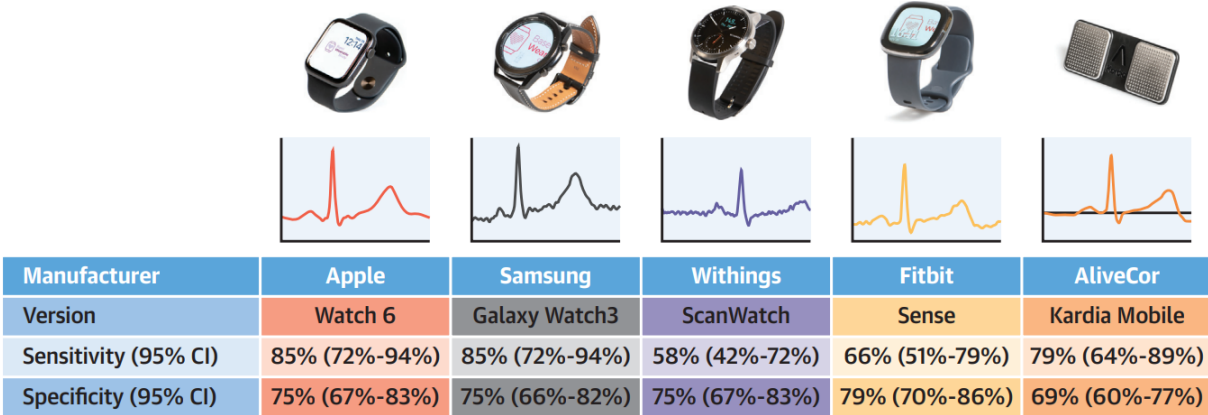 12:14
Manufacturer Apple Samsung Withings Fitbit AliveCor
Version Watch 6 Galaxy Watch3 ScanWatch Sense Kardia Mobile
Sensitivity (95% CI) 85% (72%-94%) 85% (72%-94%) 58% (42%-72%) 66% (51%-79%) 79% (64%-89%)
Specificity (95% CI) 75% (67%-83%) 75% (66%-82%) 75% (67%-83%) 79% (70%-86%) 69% (60%-77%)